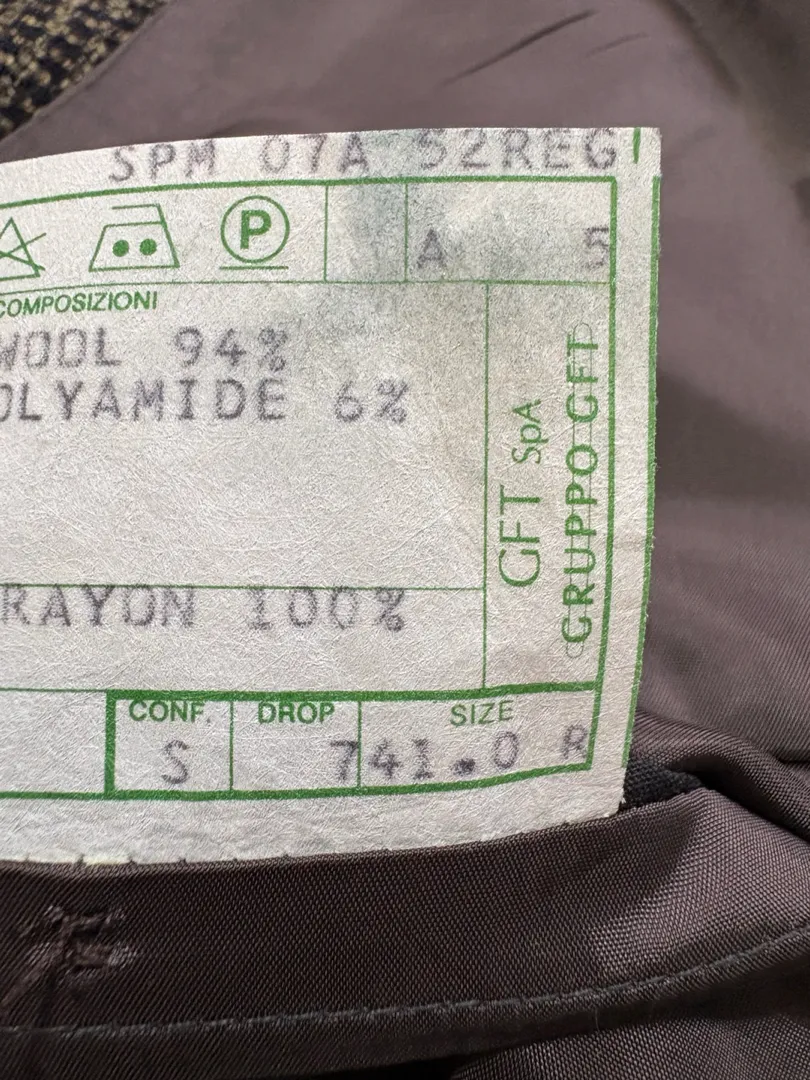 SPM 07A 52REG
P
A 5
COMPOSIZIONI
WOOL 94%
OLYAMIDE 6%
GFT SpA
GRUPPO GFT
RAYON 100%
CONF. DROP SIZE
S 741.0 R